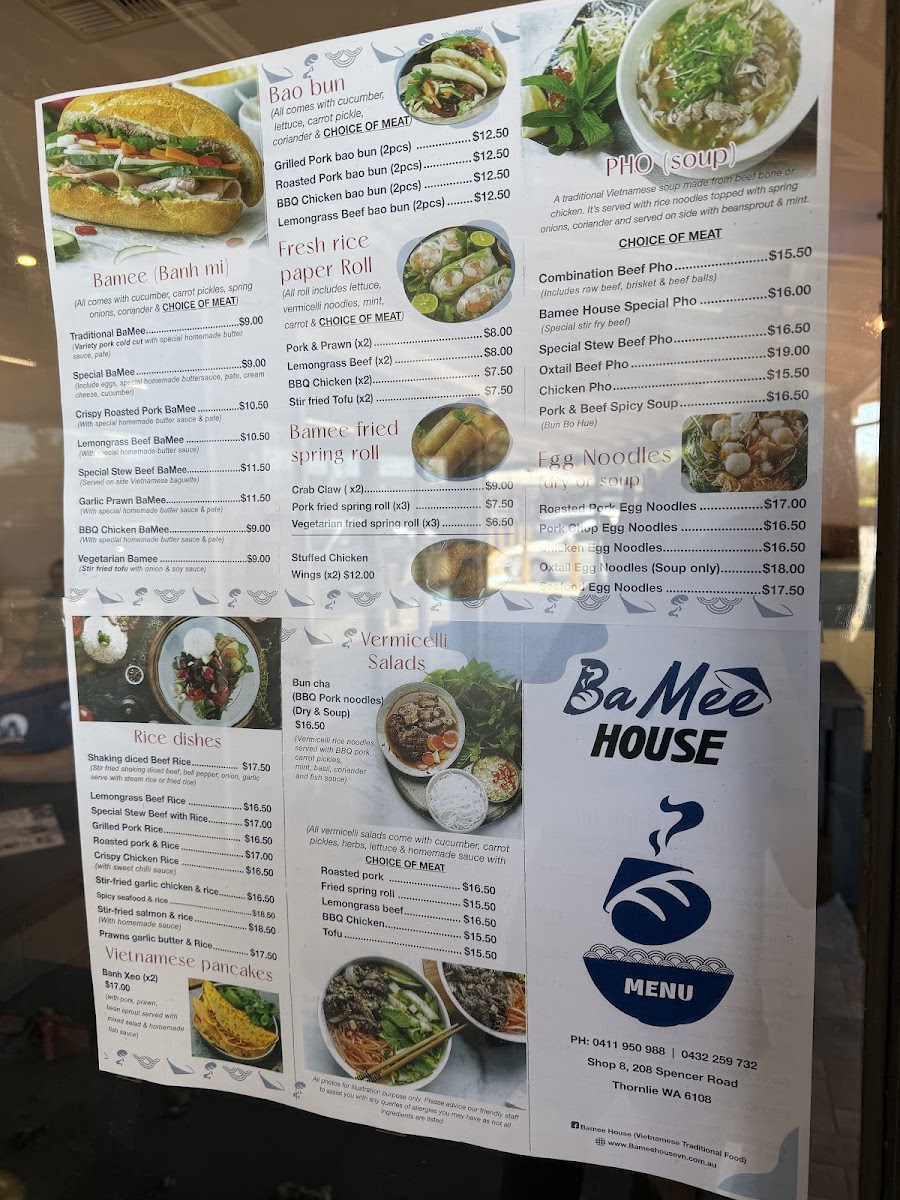 Bamee (Banh mi)
(All comes with cucumber, carrot pickles, spring
onions, coriander & CHOICE OF MEAT)
Traditional BaMee..............................$9.00
(Variety pork cold cut with special homemade butter
sauce, pate)
Special BaMee..............................$9.00
(Include eggs, special homemade buttersauce, pate, cream
cheese, cucumber)
Crispy Roasted Pork BaMee ..............$10.50
(With special homemade butter sauce & pate)
Lemongrass Beef BaMee ..................$10.50
(With special homemade butter sauce)
Special Stew Beef BaMee..................$11.50
(Served on side Vietnamese baguette)
Garlic Prawn BaMee........................$11.50
(With special homemade butter sauce & pate)
BBQ Chicken BaMee........................$9.00
(With special homemade butter sauce & pate)
Vegetarian Bamee ..........................$9.00
(Stir fried tofu with onion & soy sauce)
Bao bun
(All comes with cucumber,
lettuce, carrot pickle,
coriander & CHOICE OF MEAT)
Grilled Pork bao bun (2pcs) ................$12.50
Roasted Pork bao bun (2pcs) ..............$12.50
BBQ Chicken bao bun (2pcs) ..............$12.50
Lemongrass Beef bao bun (2pcs) ........$12.50
Fresh rice
paper Roll
(All roll includes lettuce,
vermicelli noodles, mint,
carrot & CHOICE OF MEAT)
Pork & Prawn (x2) ..........................$8.00
Lemongrass Beef (x2) ......................$8.00
BBQ Chicken (x2)............................$7.50
Stir fried Tofu (x2) ..........................$7.50
Bamee fried
spring roll
Crab Claw ( x2)..............................$9.00
Pork fried spring roll (x3) ..................$7.50
Vegetarian fried spring roll (x3)............$6.50
Stuffed Chicken
Wings (x2) $12.00
PHO (soup)
A traditional Vietnamese soup made from beef bone or
chicken. It's served with rice noodles topped with spring
onions, coriander and served on side with beansprout & mint.
CHOICE OF MEAT
Combination Beef Pho......................$15.50
(Includes raw beef, brisket & beef balls)
Bamee House Special Pho ................$16.00
(Special stir fry beef)
Special Stew Beef Pho......................$16.50
Oxtail Beef Pho..............................$19.00
Chicken Pho..................................$15.50
Pork & Beef Spicy Soup....................$16.50
(Bun Bo Hue)
Egg Noodles
(dry or soup)
Roasted Pork Egg Noodles ................$17.00
Pork Chop Egg Noodles ....................$16.50
Chicken Egg Noodles........................$16.50
Oxtail Egg Noodles (Soup only)............$18.00
Seafood Egg Noodles ......................$17.50
Rice dishes
Shaking diced Beef Rice.................... $17.50
(Stir fried shaking diced beef, bell pepper, onion, garlic
serve with steam rice or fried rice)
Lemongrass Beef Rice ......................$16.50
Special Stew Beef with Rice................$17.00
Grilled Pork Rice..............................$16.50
Roasted pork & Rice ........................$17.00
Crispy Chicken Rice ........................$16.50
(with sweet chilli sauce)
Stir-fried garlic chicken & rice..............$16.50
Spicy seafood & rice ........................$18.50
Stir-fried salmon & rice ....................$18.50
(With homemade sauce)
Prawns garlic butter & Rice................$17.50
Vietnamese pancakes
Banh Xeo (x2)
$17.00
(with pork, prawn,
bean sprout served with
mixed salad & homemade
fish sauce)
Vermicelli
Salads
Bun cha
(BBQ Pork noodles)
(Dry & Soup)
$16.50
(Vermicelli rice noodles
served with BBQ pork,
carrot pickles,
mint, basil, coriander
and fish sauce)
(All vermicelli salads come with cucumber, carrot
pickles, herbs, lettuce & homemade sauce with
CHOICE OF MEAT
Roasted pork ..............................$16.50
Fried spring roll ............................$15.50
Lemongrass beef............................$16.50
BBQ Chicken................................$15.50
Tofu ..........................................$15.50
All photos for illustration purpose only. Please advice our friendly staff
to assist you with any queries of allergies you may have as not all
ingredients are listed
BaMee
HOUSE
MENU
PH: 0411 950 988 | 0432 259 732
Shop 8, 208 Spencer Road
Thornlie WA 6108
Bamee House (Vietnamese Traditional Food)
www.Bameehousevn.com.au